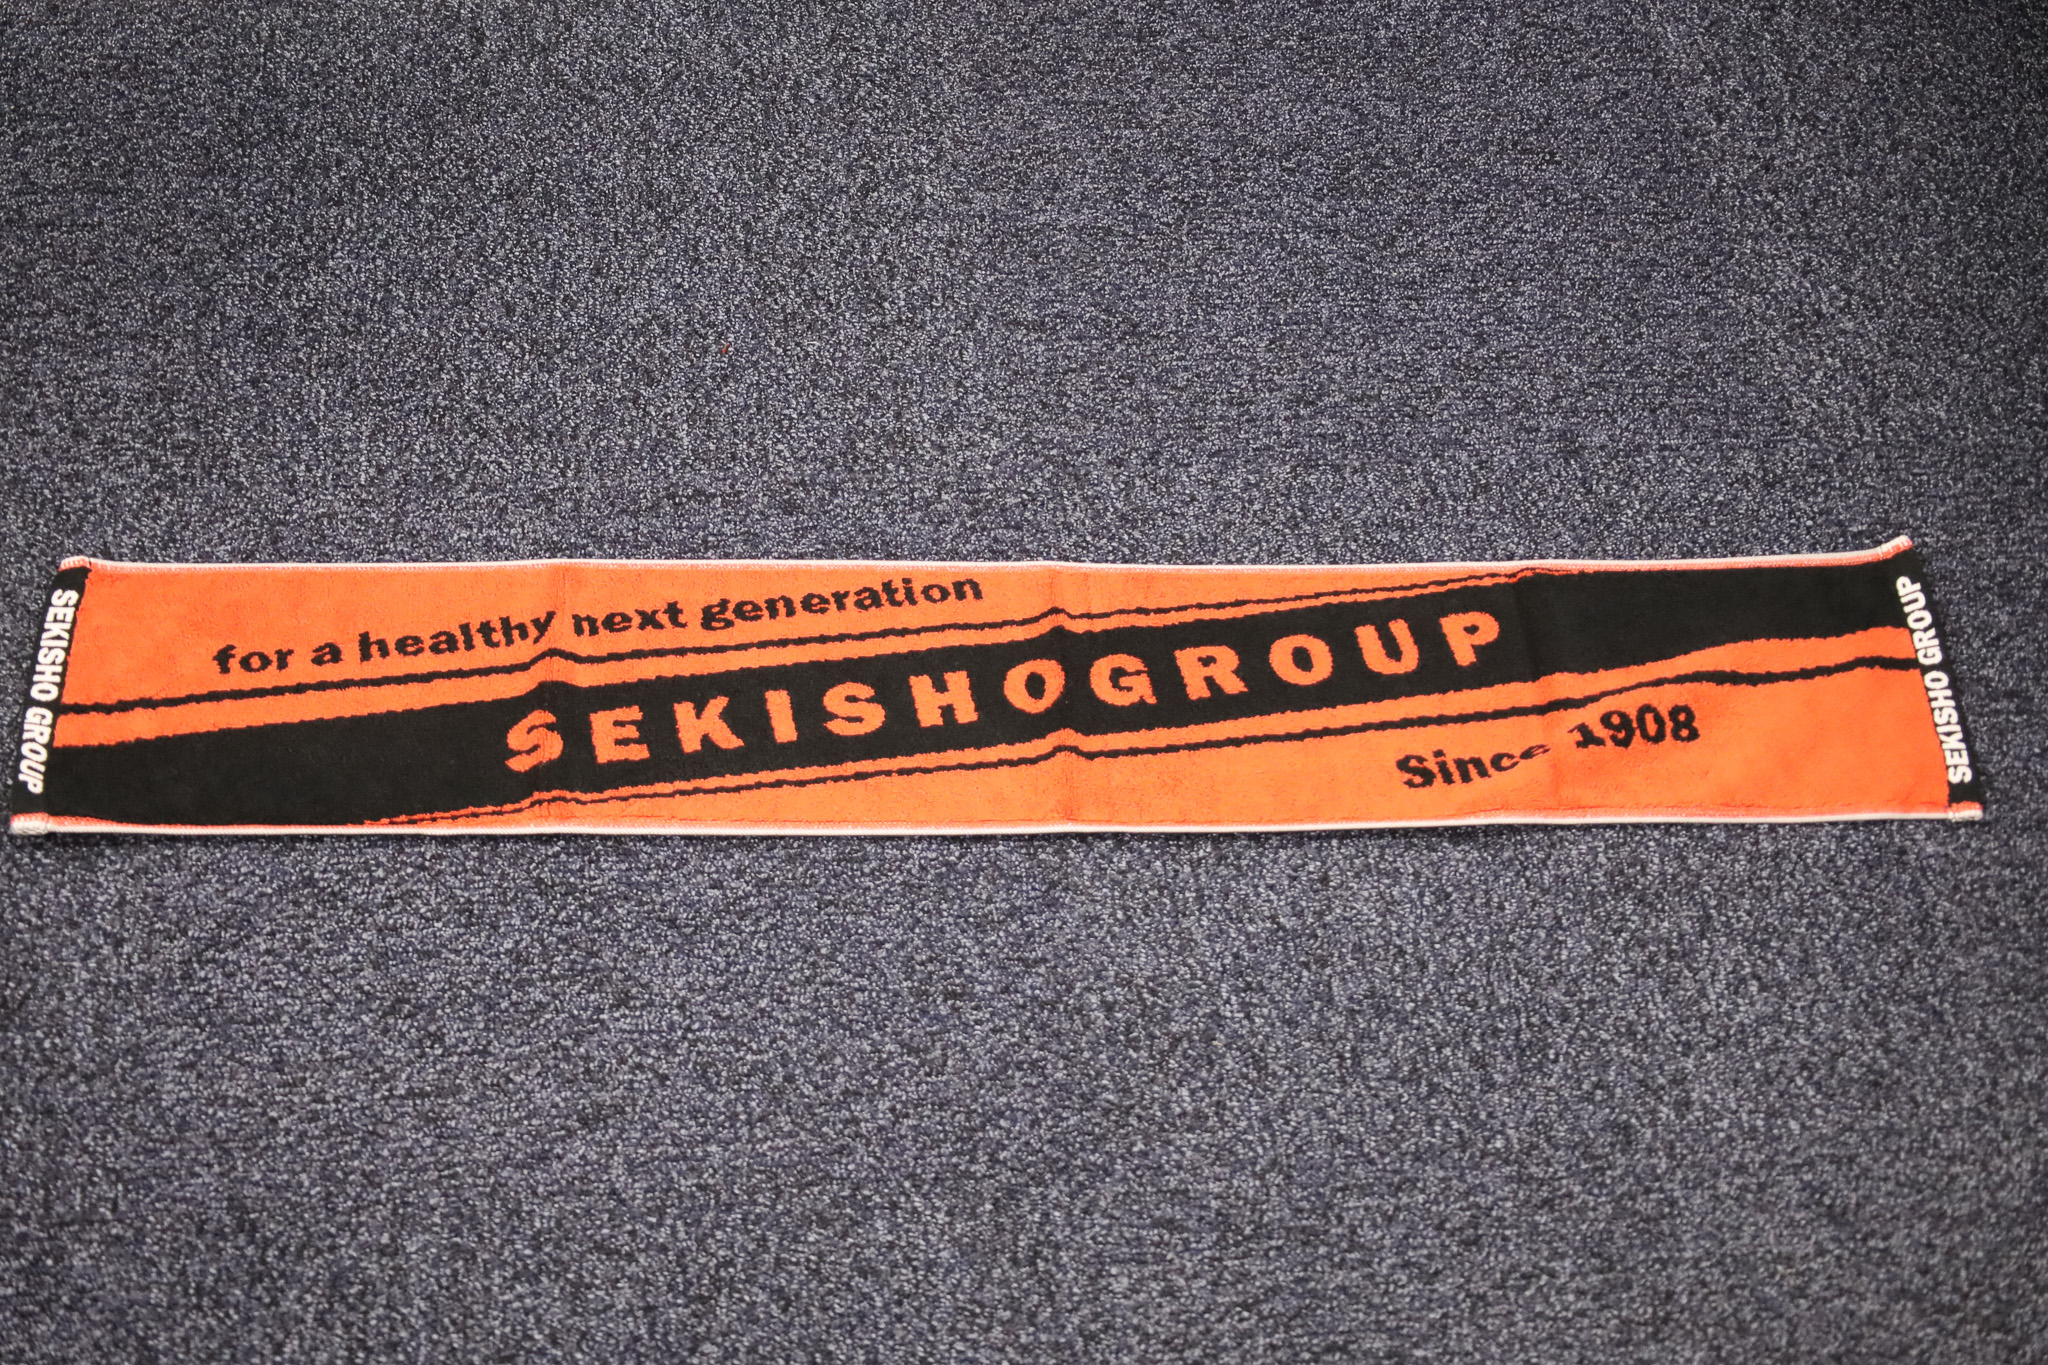 SEKISHO GROUP
for a healthy next generation
SEKISHOGROUP
Since 1908
SEKISHO GROUP